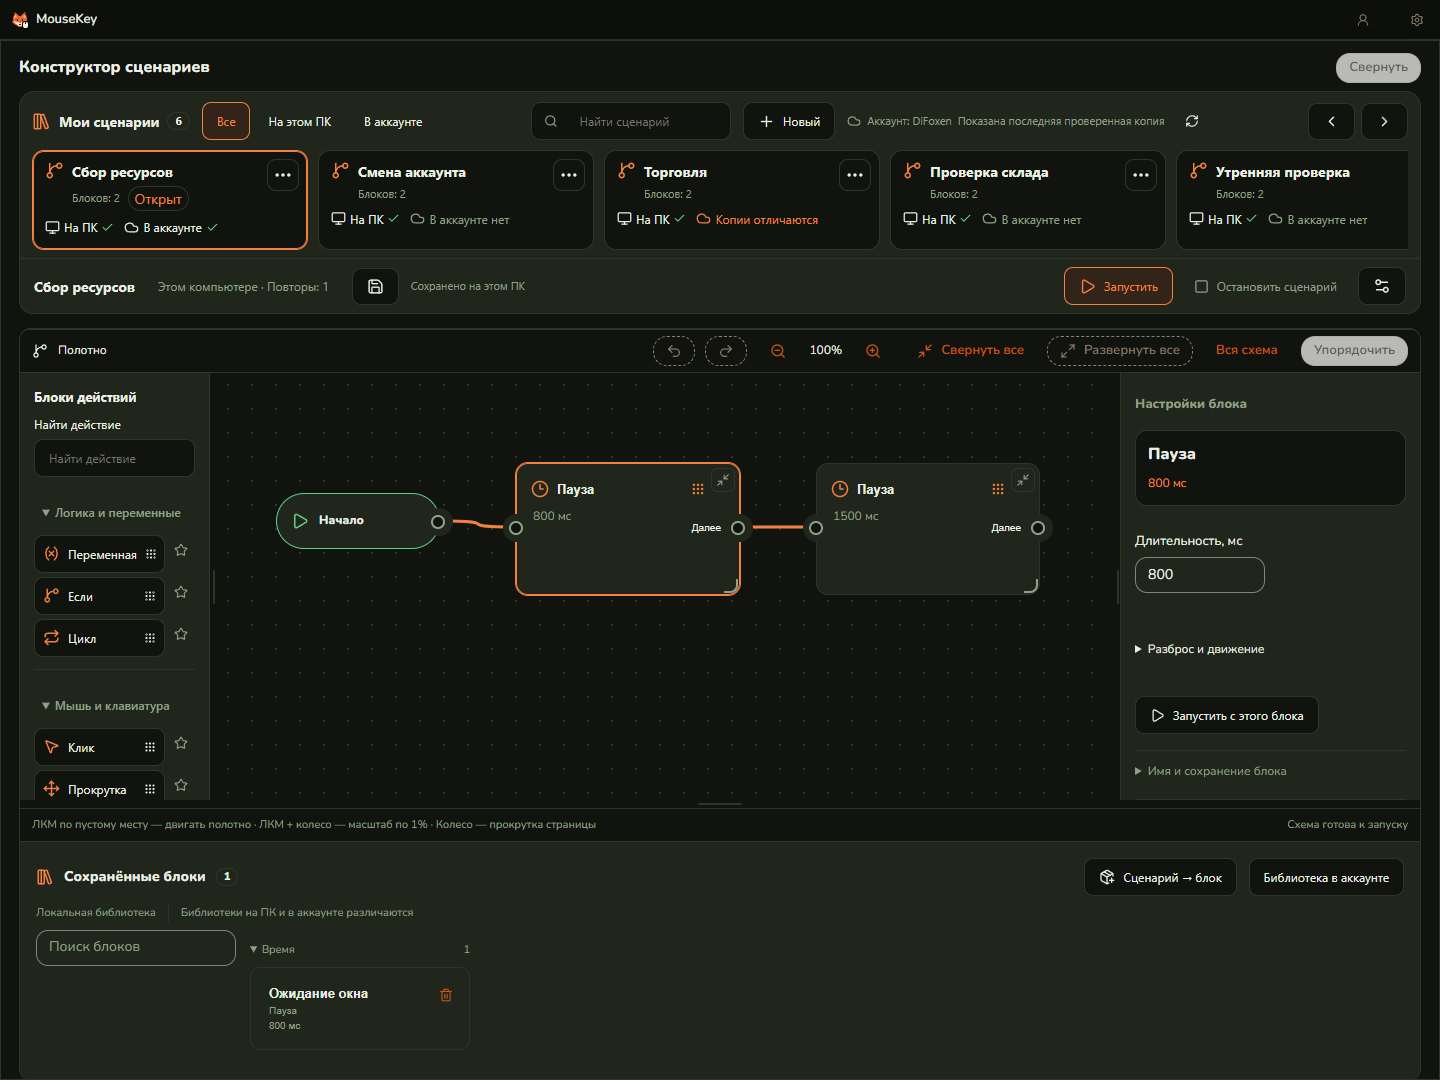 MouseKey
Конструктор сценариев
Свернуть
Мои сценарии 6 Все На этом ПК В аккаунте Найти сценарий Новый Аккаунт: DiFoxen Показана последняя проверенная копия
Сбор ресурсов
Блоков: 2 Открыт
На ПК В аккаунте
Смена аккаунта
Блоков: 2
На ПК В аккаунте нет
Торговля
Блоков: 2
На ПК Копии отличаются
Проверка склада
Блоков: 2
На ПК В аккаунте нет
Утренняя проверка
Блоков: 2
На ПК В аккаунте нет
Сбор ресурсов Этом компьютере · Повторы: 1 Сохранено на этом ПК Запустить Остановить сценарий
Полотно 100% Свернуть все Развернуть все Вся схема Упорядочить
Блоки действий
Найти действие
Найти действие
Логика и переменные
Переменная
Если
Цикл
Мышь и клавиатура
Клик
Прокрутка
Начало
Пауза
800 мс
Далее
Пауза
1500 мс
Далее
Настройки блока
Пауза
800 мс
Длительность, мс
800
Разброс и движение
Запустить с этого блока
Имя и сохранение блока
ЛКМ по пустому месту — двигать полотно · ЛКМ + колесо — масштаб по 1% · Колесо — прокрутка страницы
Схема готова к запуску
Сохранённые блоки 1
Сценарий → блок
Библиотека в аккаунте
Локальная библиотека Библиотеки на ПК и в аккаунте различаются
Поиск блоков
Время 1
Ожидание окна
Пауза
800 мс